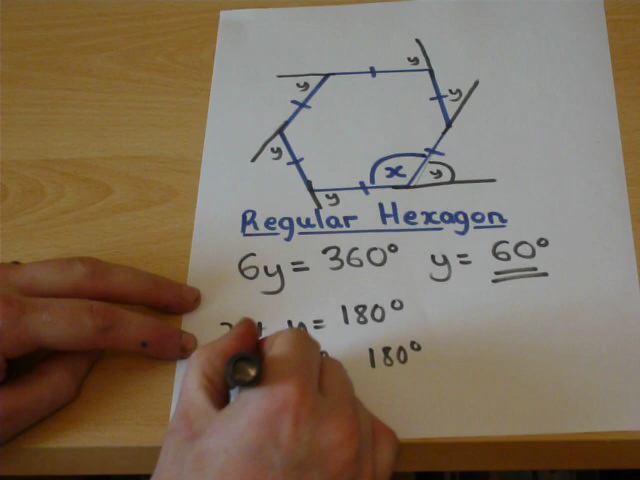 y
y
y
y
x
y
y
Regular Hexagon
6y = 360° y = 60°
y = 180°
180°